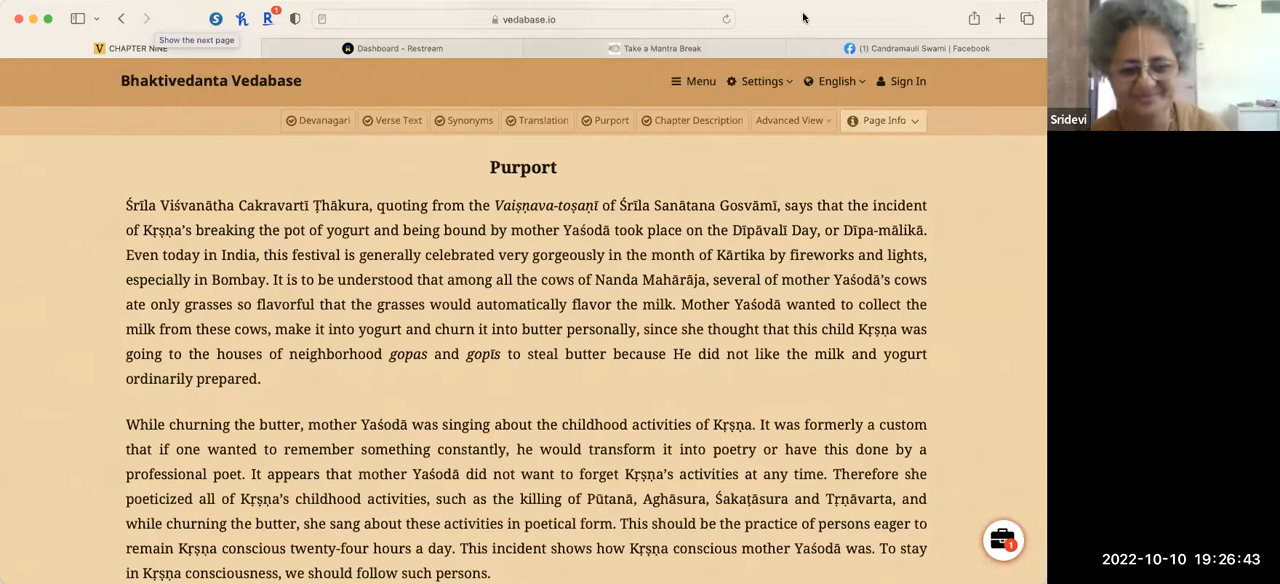 1
vedabase.io
Show the next page
CHAPTER NINE
Dashboard – Restream
Take a Mantra Break
(1) Candramauli Swami | Facebook
Bhaktivedanta Vedabase
Menu Settings English Sign In
Devanagari Verse Text Synonyms Translation Purport Chapter Description Advanced View Page Info
Sridevi
Purport
Śrīla Viśvanātha Cakravartī Ṭhākura, quoting from the Vaiṣṇava-toṣaṇī of Śrīla Sanātana Gosvāmī, says that the incident
of Kṛṣṇa’s breaking the pot of yogurt and being bound by mother Yaśodā took place on the Dīpāvalī Day, or Dīpa-mālikā.
Even today in India, this festival is generally celebrated very gorgeously in the month of Kārtika by fireworks and lights,
especially in Bombay. It is to be understood that among all the cows of Nanda Mahārāja, several of mother Yaśodā’s cows
ate only grasses so flavorful that the grasses would automatically flavor the milk. Mother Yaśodā wanted to collect the
milk from these cows, make it into yogurt and churn it into butter personally, since she thought that this child Kṛṣṇa was
going to the houses of neighborhood gopas and gopīs to steal butter because He did not like the milk and yogurt
ordinarily prepared.
While churning the butter, mother Yaśodā was singing about the childhood activities of Kṛṣṇa. It was formerly a custom
that if one wanted to remember something constantly, he would transform it into poetry or have this done by a
professional poet. It appears that mother Yaśodā did not want to forget Kṛṣṇa’s activities at any time. Therefore she
poeticized all of Kṛṣṇa’s childhood activities, such as the killing of Pūtanā, Aghāsura, Śakaṭāsura and Tṛṇāvarta, and
while churning the butter, she sang about these activities in poetical form. This should be the practice of persons eager to
remain Kṛṣṇa conscious twenty-four hours a day. This incident shows how Kṛṣṇa conscious mother Yaśodā was. To stay
in Kṛṣṇa consciousness, we should follow such persons.
1
2022-10-10 19:26:43